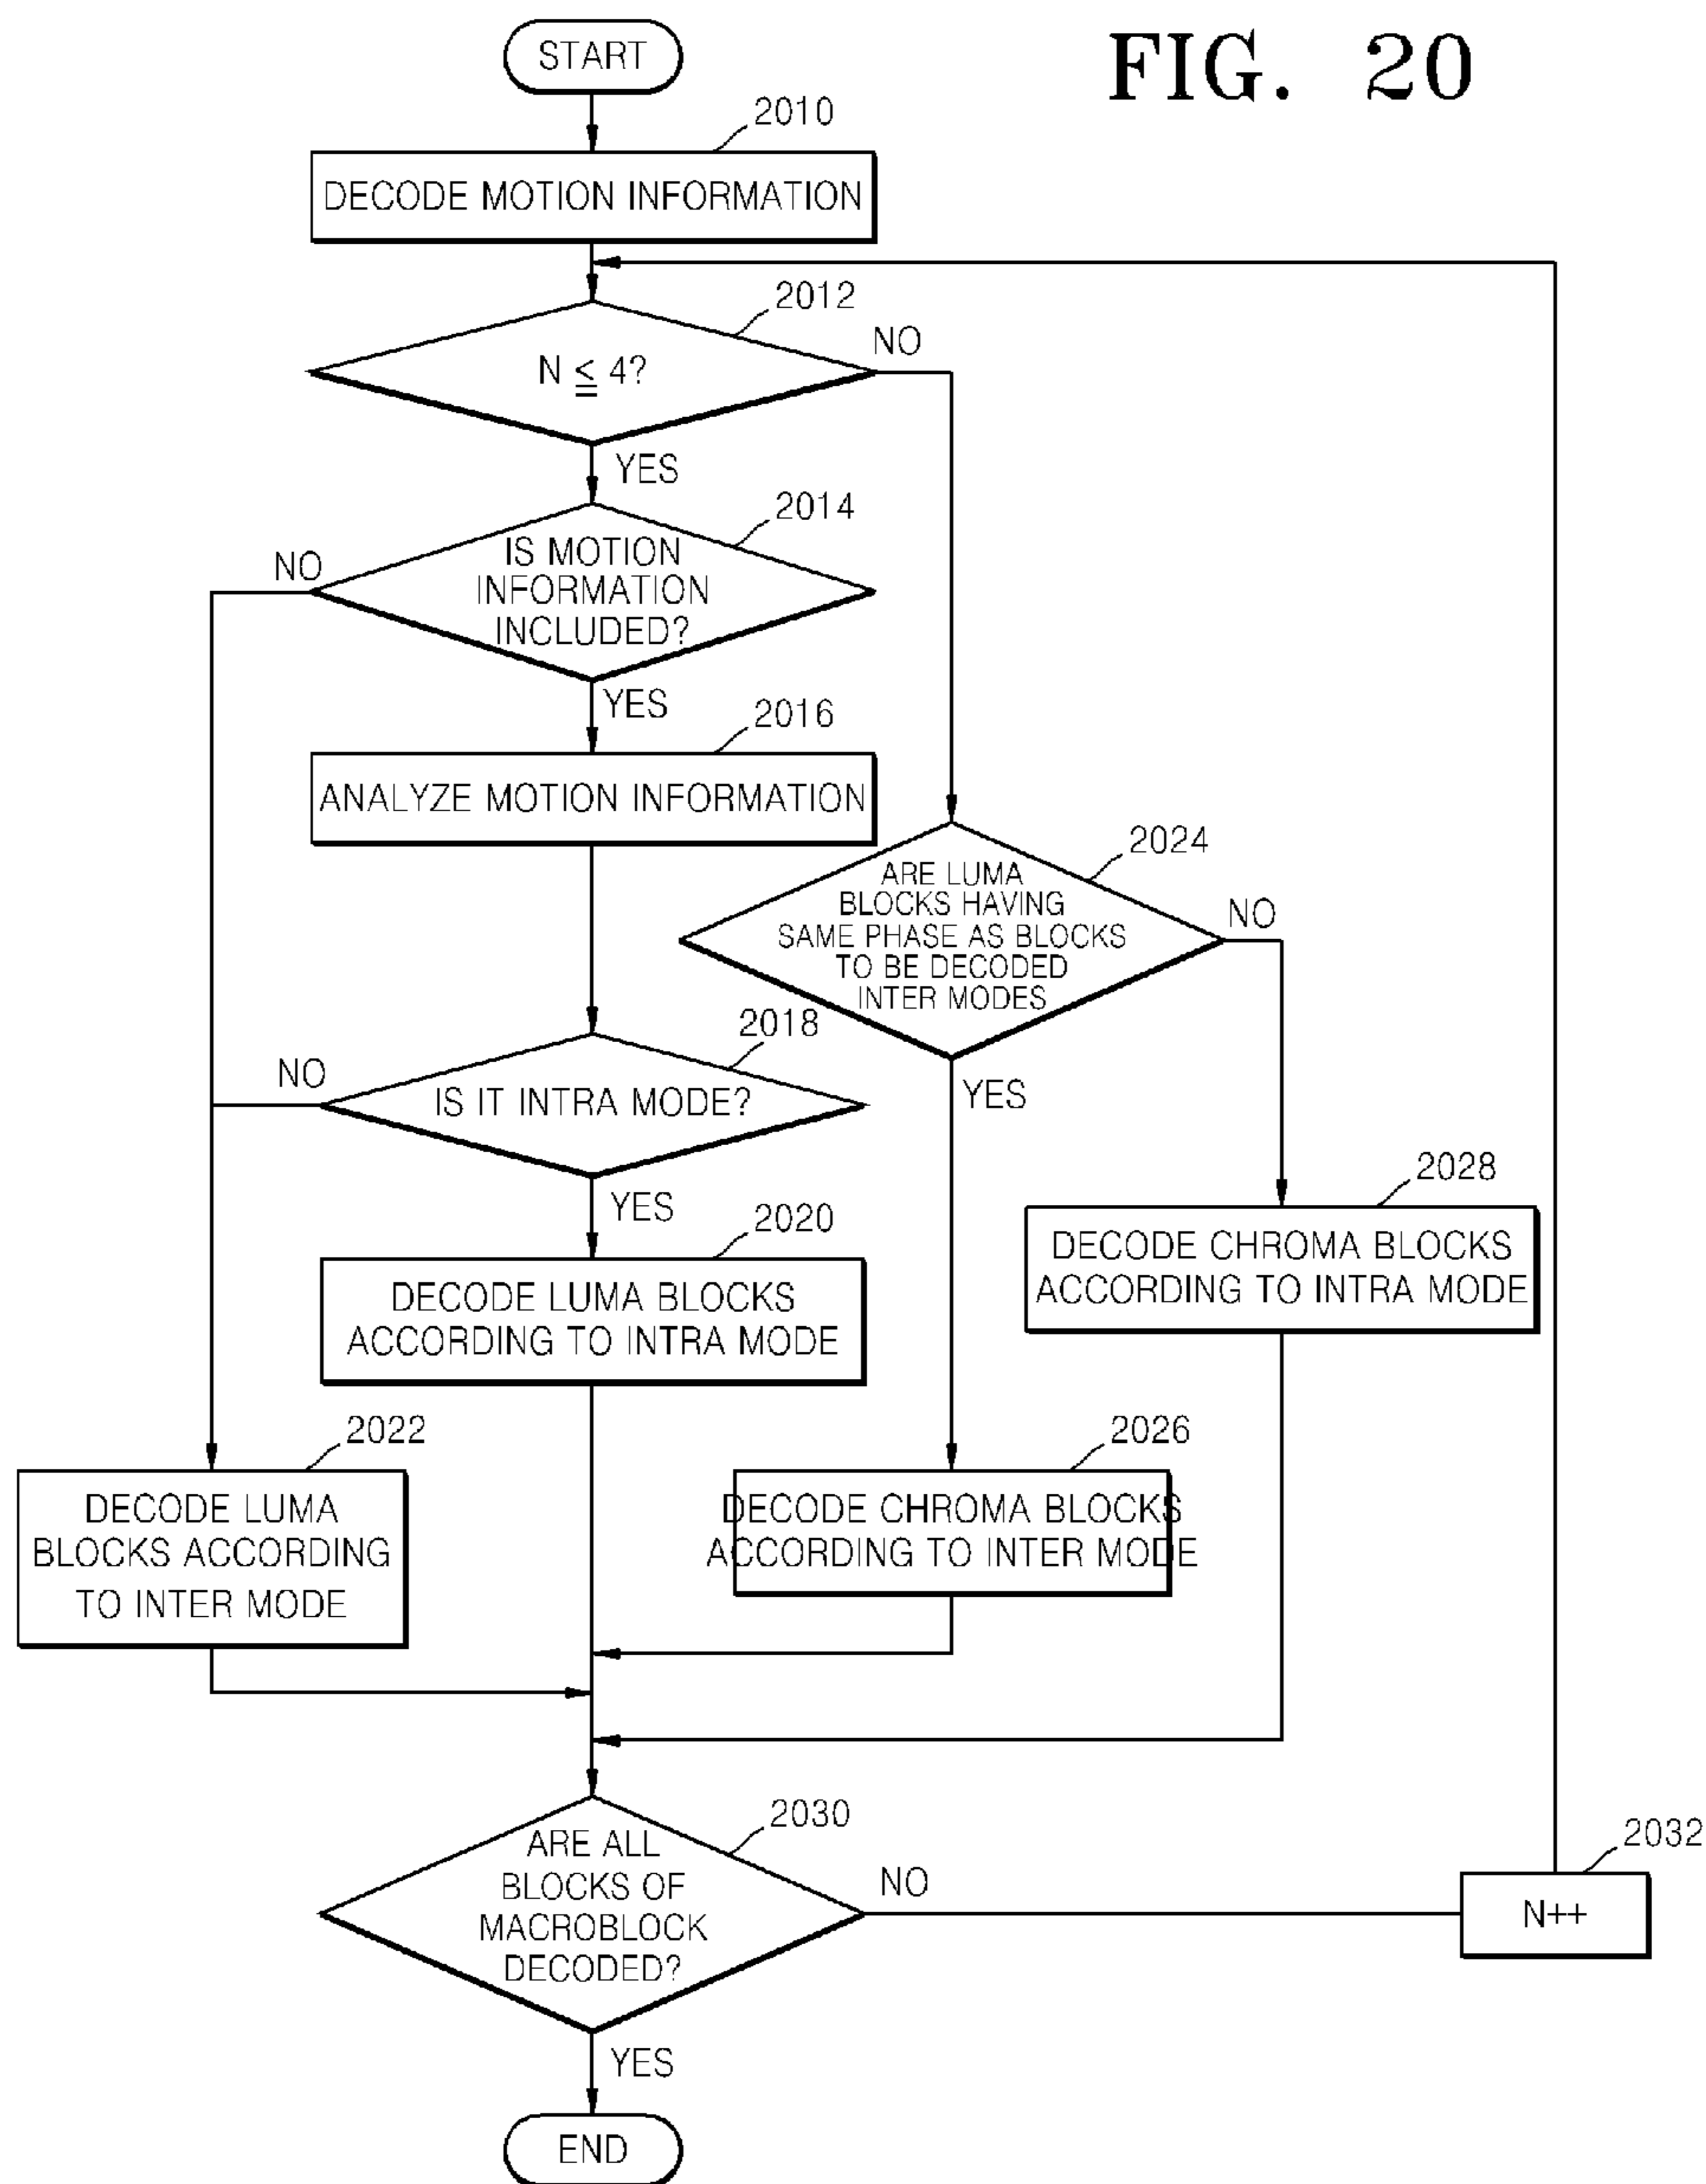 START
FIG. 20
2010
DECODE MOTION INFORMATION
2012
N ≦ 4?
NO
YES
2014
IS MOTION
INFORMATION
INCLUDED?
NO
YES
2016
ANALYZE MOTION INFORMATION
2024
ARE LUMA
BLOCKS HAVING
SAME PHASE AS BLOCKS
TO BE DECODED
INTER MODES
NO
YES
2018
IS IT INTRA MODE?
NO
YES
2028
DECODE CHROMA BLOCKS
ACCORDING TO INTRA MODE
2020
DECODE LUMA BLOCKS
ACCORDING TO INTRA MODE
2022
DECODE LUMA
BLOCKS ACCORDING
TO INTER MODE
2026
DECODE CHROMA BLOCKS
ACCORDING TO INTER MODE
2030
ARE ALL
BLOCKS OF
MACROBLOCK
DECODED?
NO
2032
N++
YES
END